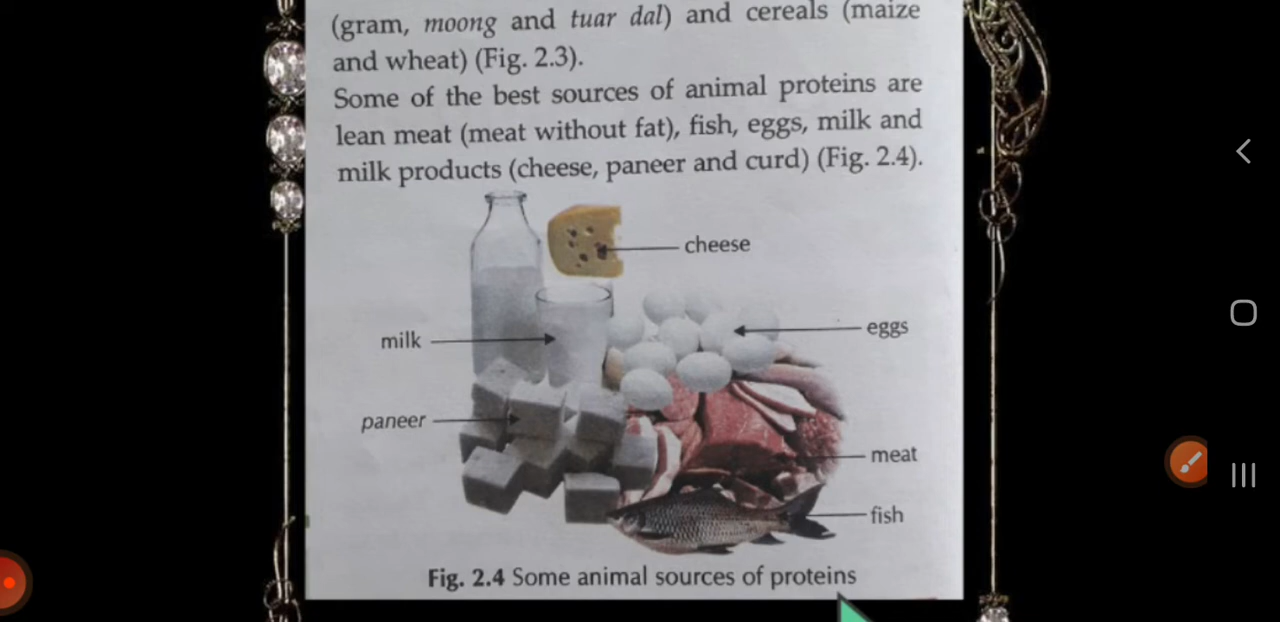 (gram, moong and tuar dal) and cereals (maize
and wheat) (Fig. 2.3).
Some of the best sources of animal proteins are
lean meat (meat without fat), fish, eggs, milk and
milk products (cheese, paneer and curd) (Fig. 2.4).
cheese
eggs
milk
paneer
meat
fish
Fig. 2.4 Some animal sources of proteins